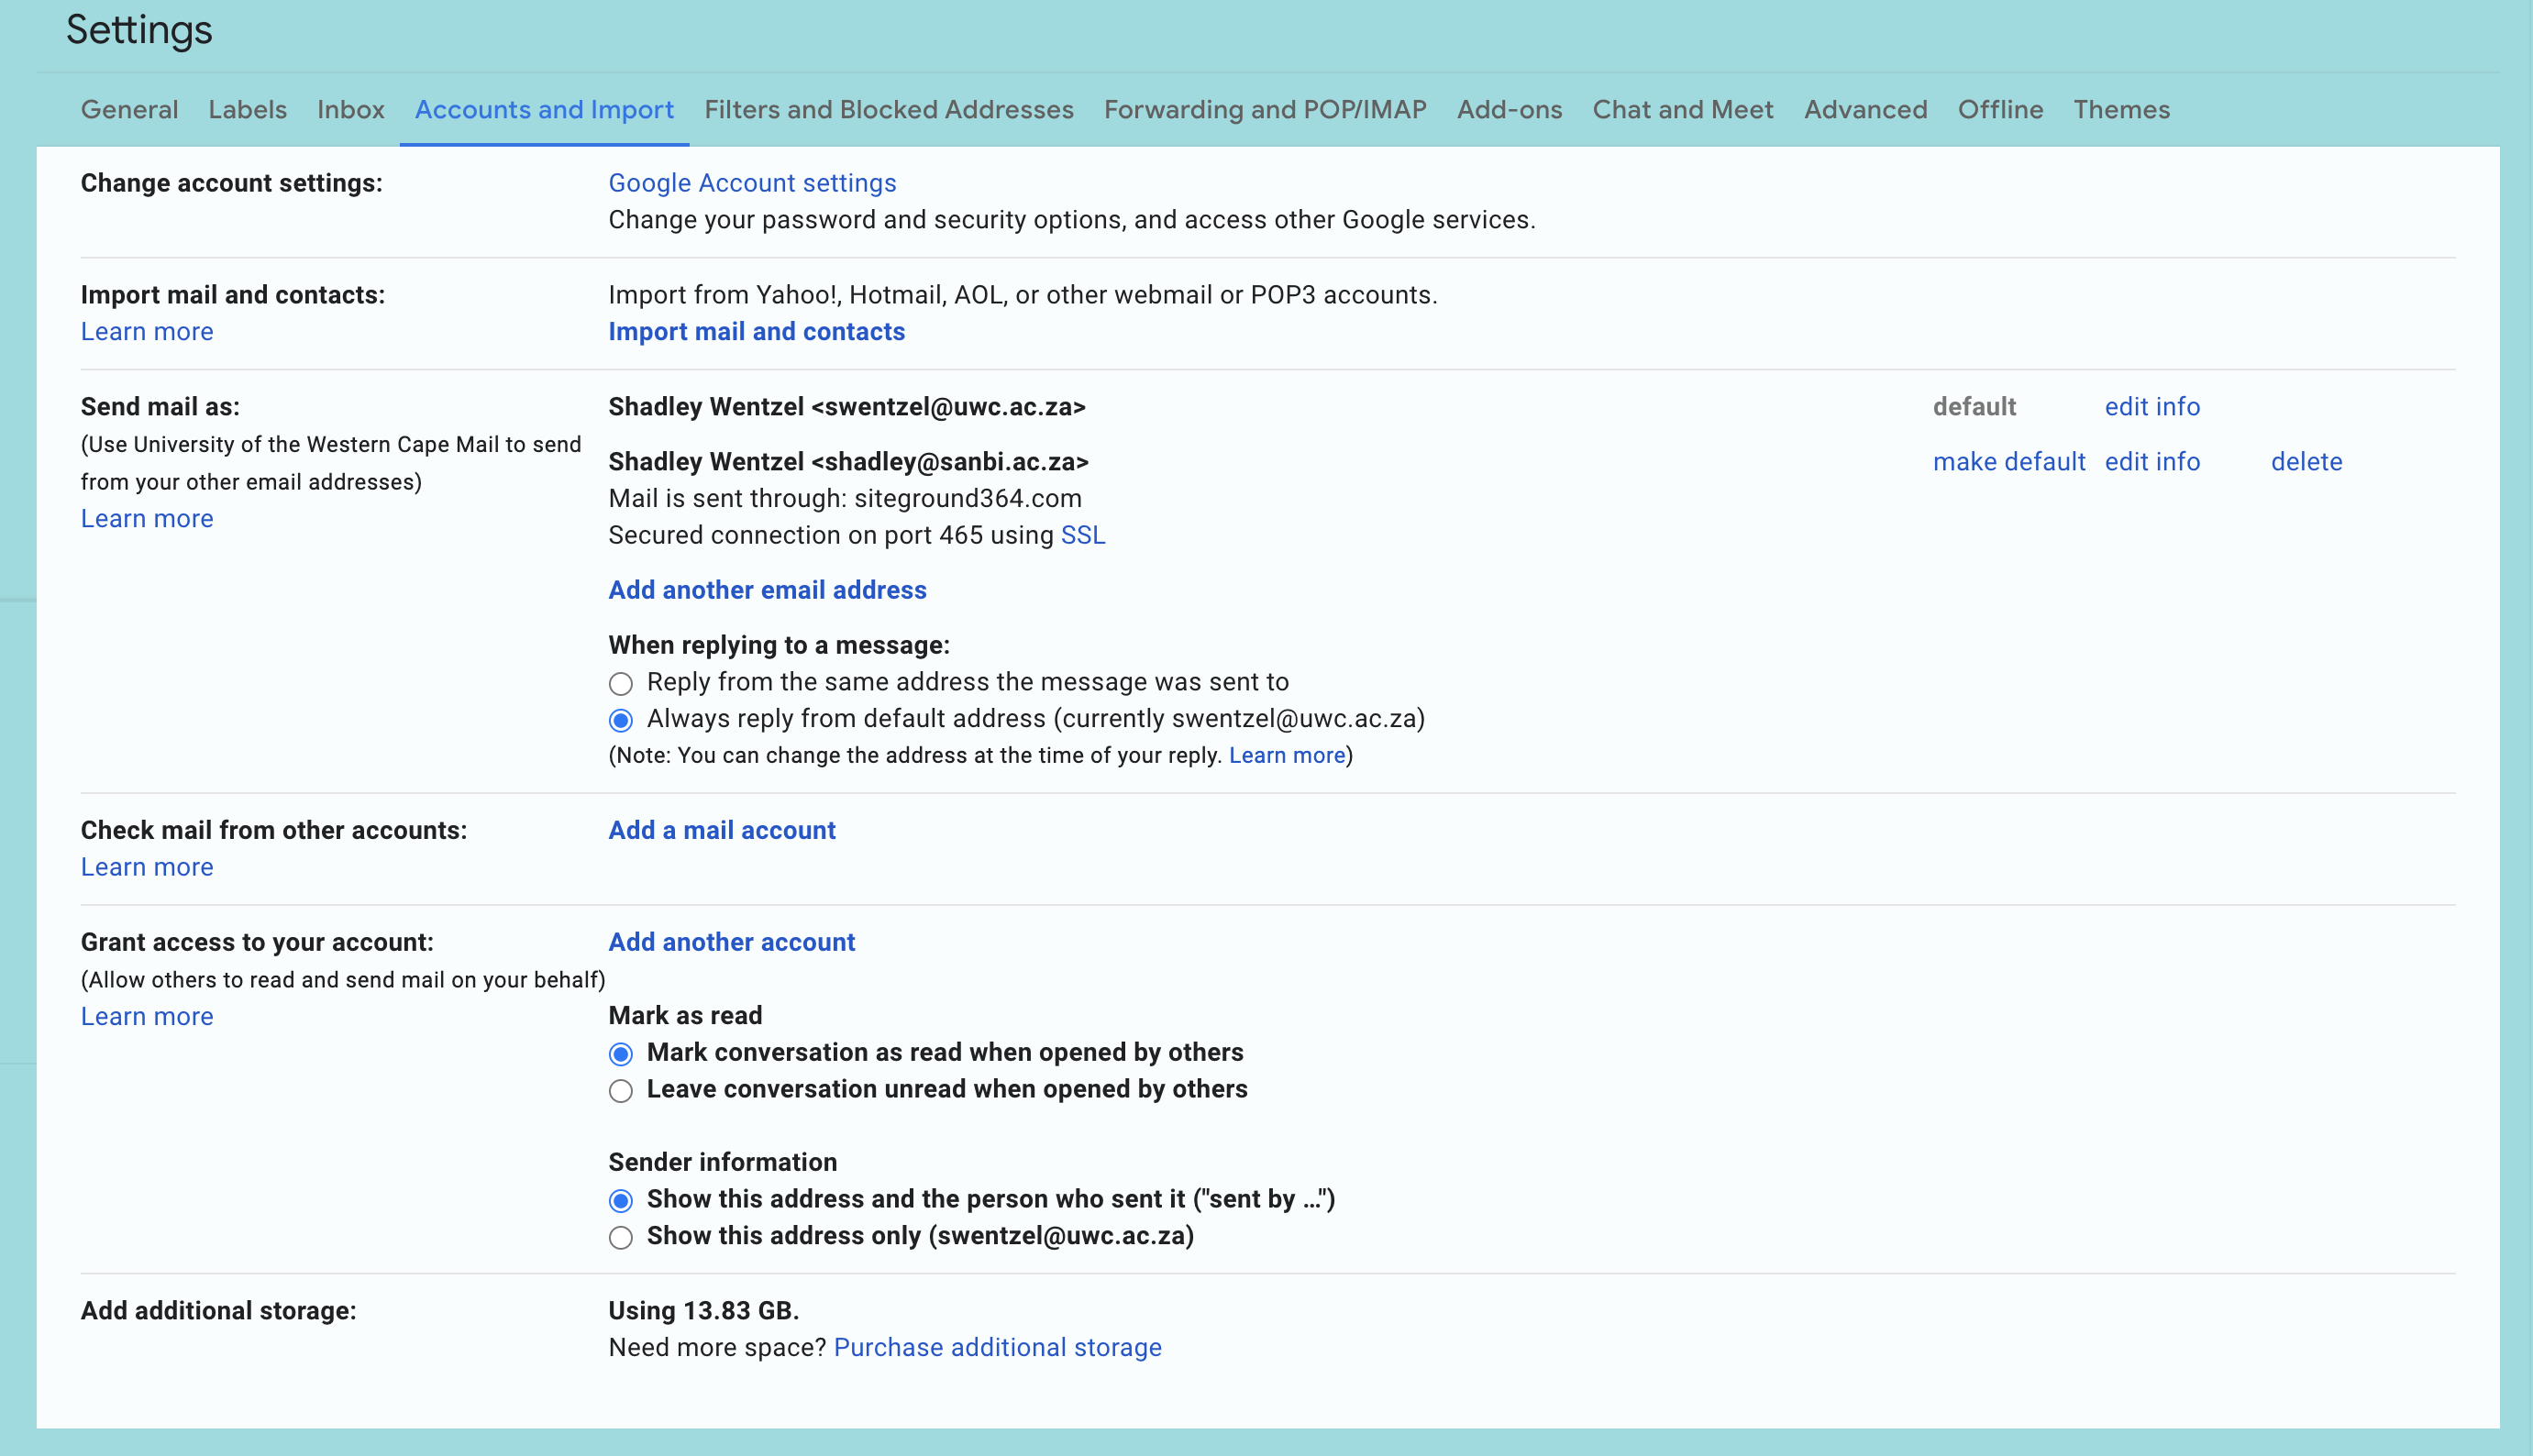 Settings
General Labels Inbox Accounts and Import Filters and Blocked Addresses Forwarding and POP/IMAP Add-ons Chat and Meet Advanced Offline Themes
Change account settings:
Google Account settings
Change your password and security options, and access other Google services.
Import mail and contacts:
Learn more
Import from Yahoo!, Hotmail, AOL, or other webmail or POP3 accounts.
Import mail and contacts
Send mail as:
(Use University of the Western Cape Mail to send
from your other email addresses)
Learn more
Shadley Wentzel <swentzel@uwc.ac.za> default edit info
Shadley Wentzel <shadley@sanbi.ac.za> make default edit info delete
Mail is sent through: siteground364.com
Secured connection on port 465 using SSL
Add another email address
When replying to a message:
Reply from the same address the message was sent to
Always reply from default address (currently swentzel@uwc.ac.za)
(Note: You can change the address at the time of your reply. Learn more)
Check mail from other accounts:
Learn more
Add a mail account
Grant access to your account:
(Allow others to read and send mail on your behalf)
Learn more
Add another account
Mark as read
Mark conversation as read when opened by others
Leave conversation unread when opened by others
Sender information
Show this address and the person who sent it ("sent by ...")
Show this address only (swentzel@uwc.ac.za)
Add additional storage:
Using 13.83 GB.
Need more space? Purchase additional storage